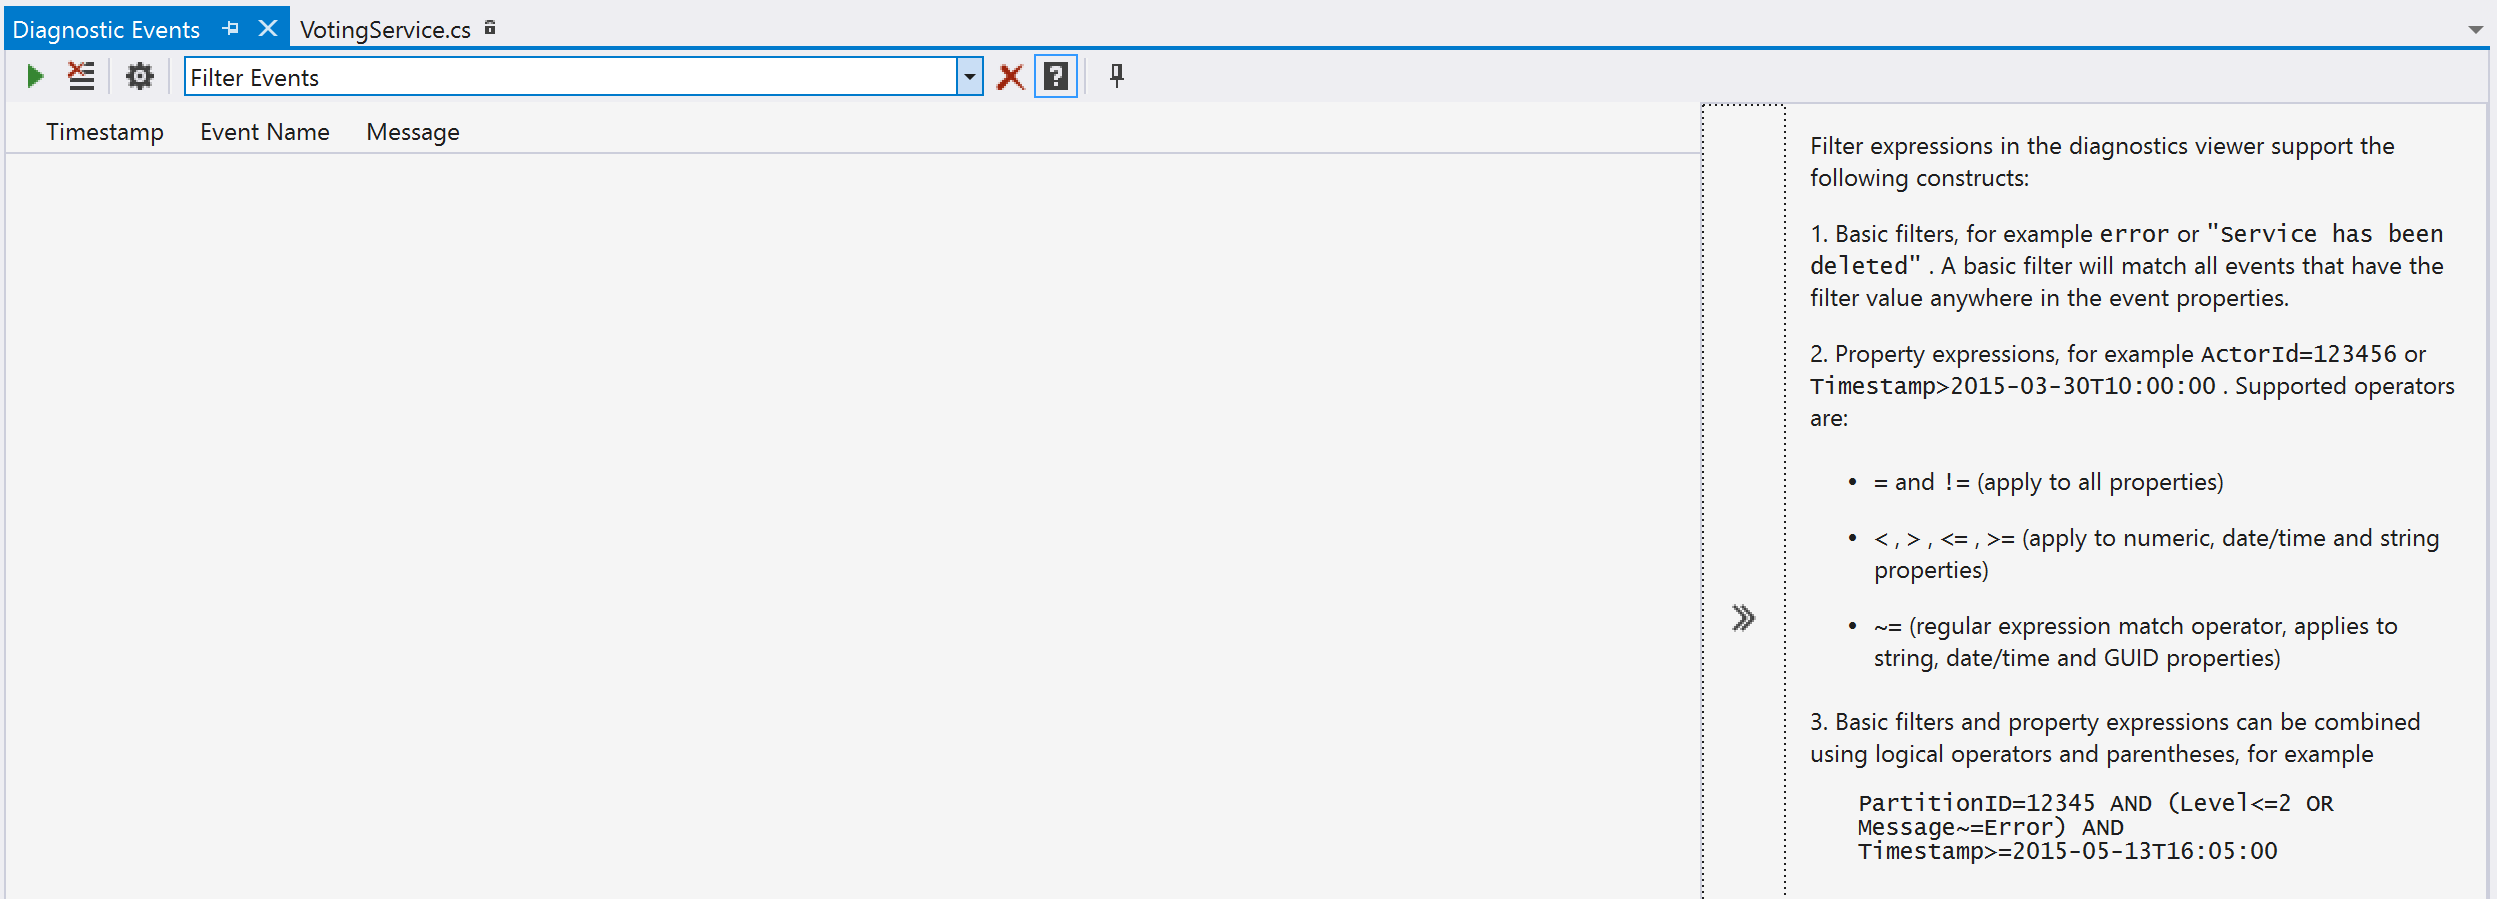 Diagnostic Events VotingService.cs
Filter Events
Timestamp Event Name Message
Filter expressions in the diagnostics viewer support the
following constructs:
1. Basic filters, for example error or "Service has been
deleted" . A basic filter will match all events that have the
filter value anywhere in the event properties.
2. Property expressions, for example ActorId=123456 or
Timestamp>2015-03-30T10:00:00 . Supported operators
are:
• = and != (apply to all properties)
• < , > , <= , >= (apply to numeric, date/time and string
properties)
• ~= (regular expression match operator, applies to
string, date/time and GUID properties)
3. Basic filters and property expressions can be combined
using logical operators and parentheses, for example
PartitionID=12345 AND (Level<=2 OR
Message~=Error) AND
Timestamp>=2015-05-13T16:05:00